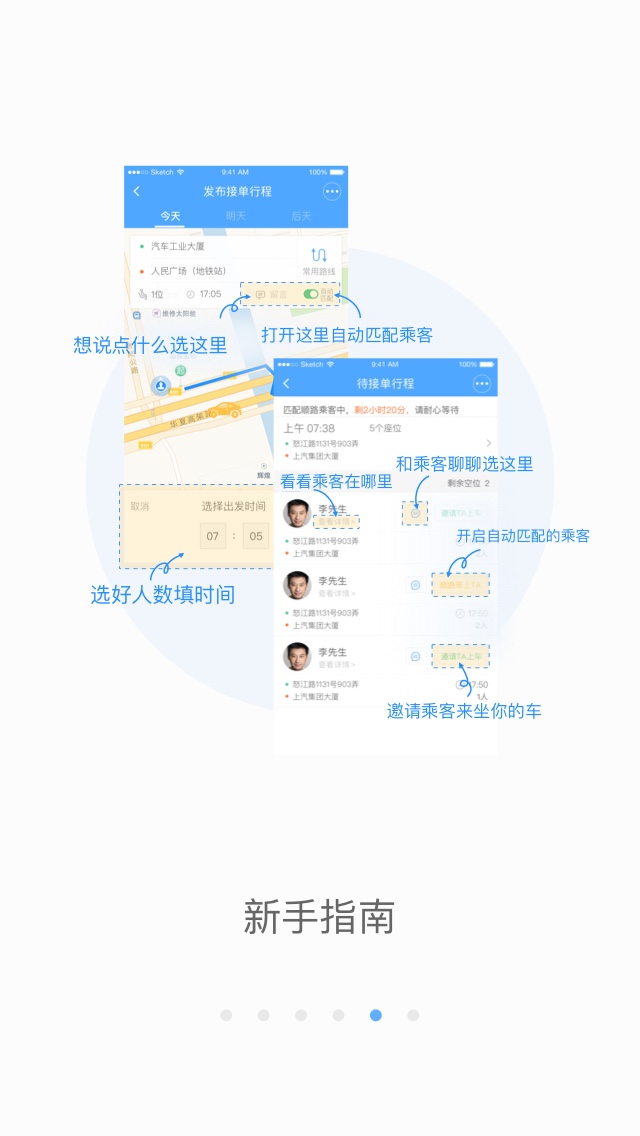 Sketch 9:41 AM 100%
发布接单行程
今天 明天 后天
汽车工业大厦
人民广场（地铁站）
常用路线
1位 17:05 留言 自动匹配
维修太阳能
想说点什么选这里
打开这里自动匹配乘客
华夏高架路
辉煌
取消 选择出发时间
07 : 05
选好人数填时间
Sketch 9:41 AM 100%
待接单行程
匹配顺路乘客中，剩2小时20分，请耐心等待
上午 07:38 5个座位
怒江路1131号903弄
上汽集团大厦
和乘客聊聊选这里
看看乘客在哪里
剩余空位 2
李先生
查看详情>
邀请TA上车
怒江路1131号903弄
上汽集团大厦
开启自动匹配的乘客
李先生
查看详情>
怒江路1131号903弄 17:50
上汽集团大厦 2人
李先生
查看详情>
邀请TA上车
怒江路1131号903弄 17:50
上汽集团大厦 1人
邀请乘客来坐你的车
新手指南